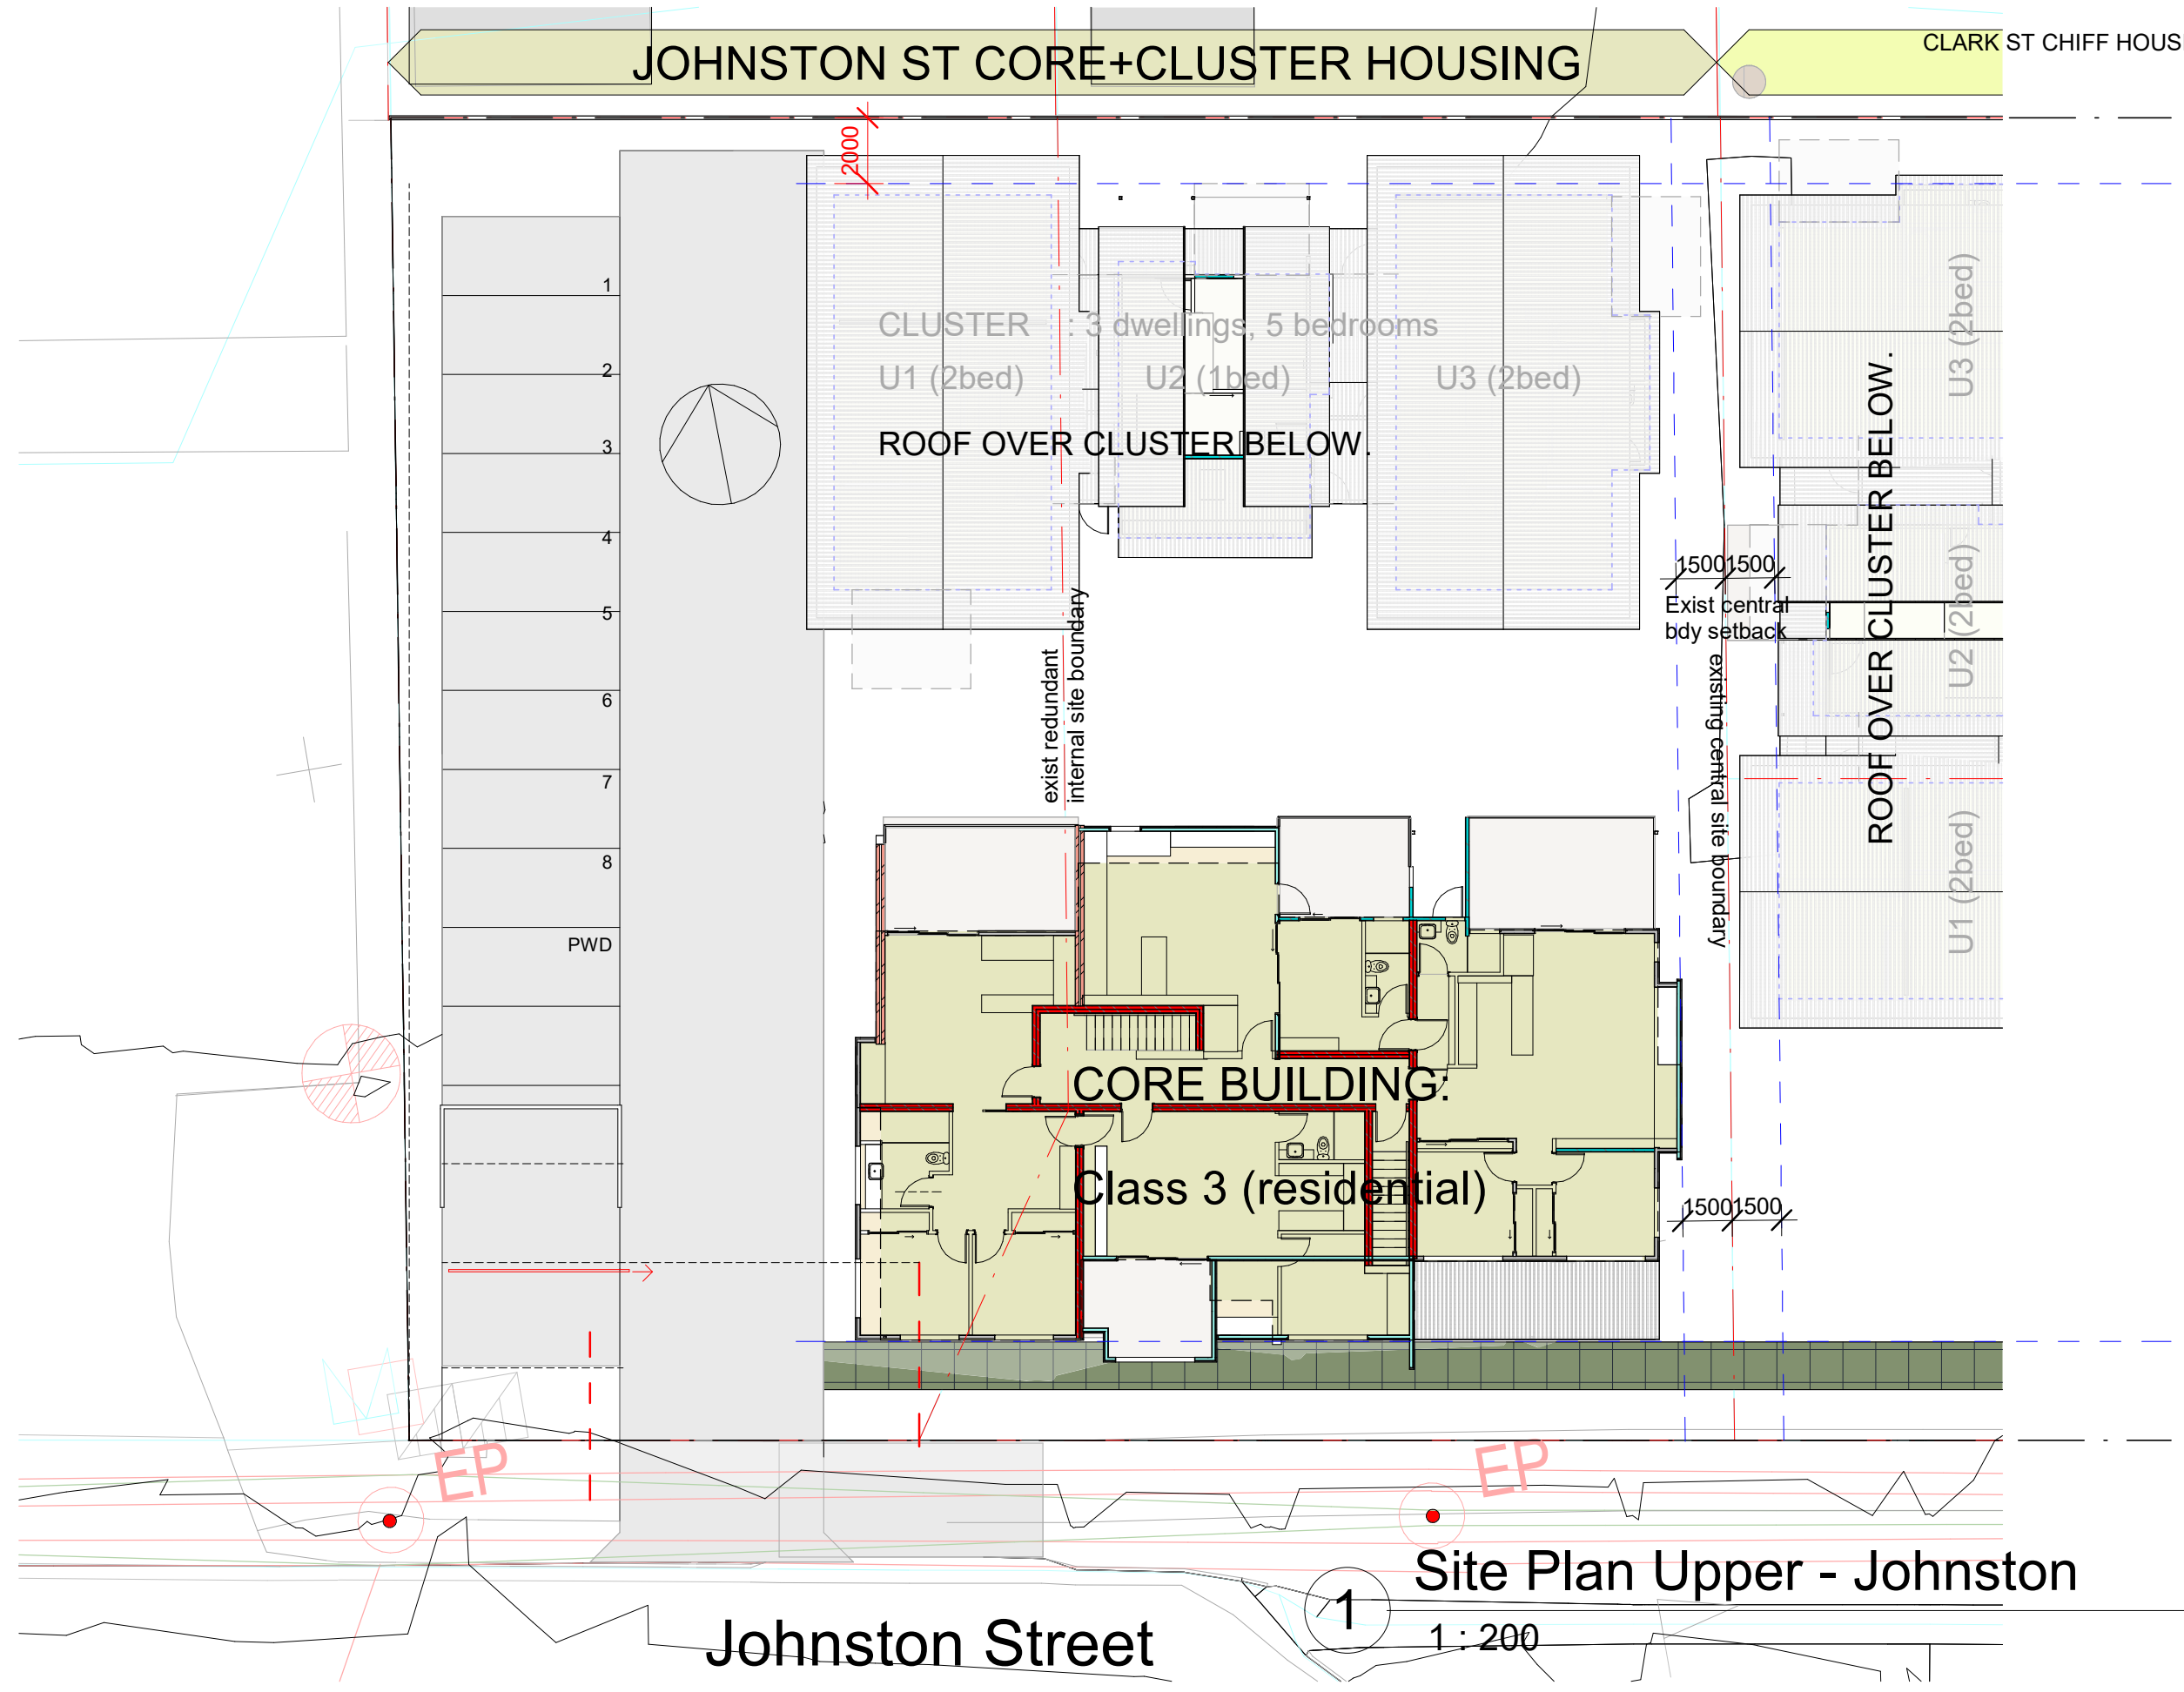 JOHNSTON ST CORE+CLUSTER HOUSING
CLARK ST CHIFF HOUS
2000
1
2
3
4
5
6
7
8
PWD
CLUSTER : 3 dwellings, 5 bedrooms
U1 (2bed)
U2 (1bed)
U3 (2bed)
ROOF OVER CLUSTER BELOW.
exist redundant
internal site boundary
1500
1500
Exist central
bdy setback
existing central site boundary
U3 (2bed)
U2 (2bed)
U1 (2bed)
ROOF OVER CLUSTER BELOW.
CORE BUILDING:
Class 3 (residential)
1500
1500
EP
EP
1
Site Plan Upper - Johnston
1 : 200
Johnston Street